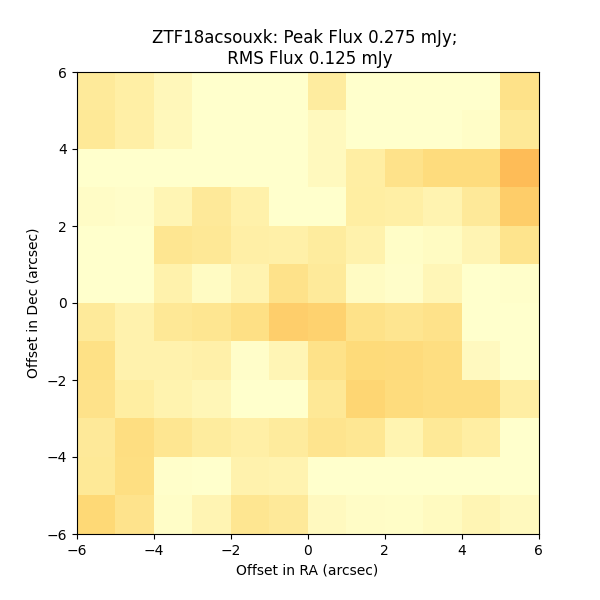 ZTF18acsouxk: Peak Flux 0.275 mJy;
RMS Flux 0.125 mJy
6
4
2
0
−2
−4
−6
Offset in Dec (arcsec)
−6 −4 −2 0 2 4 6
Offset in RA (arcsec)